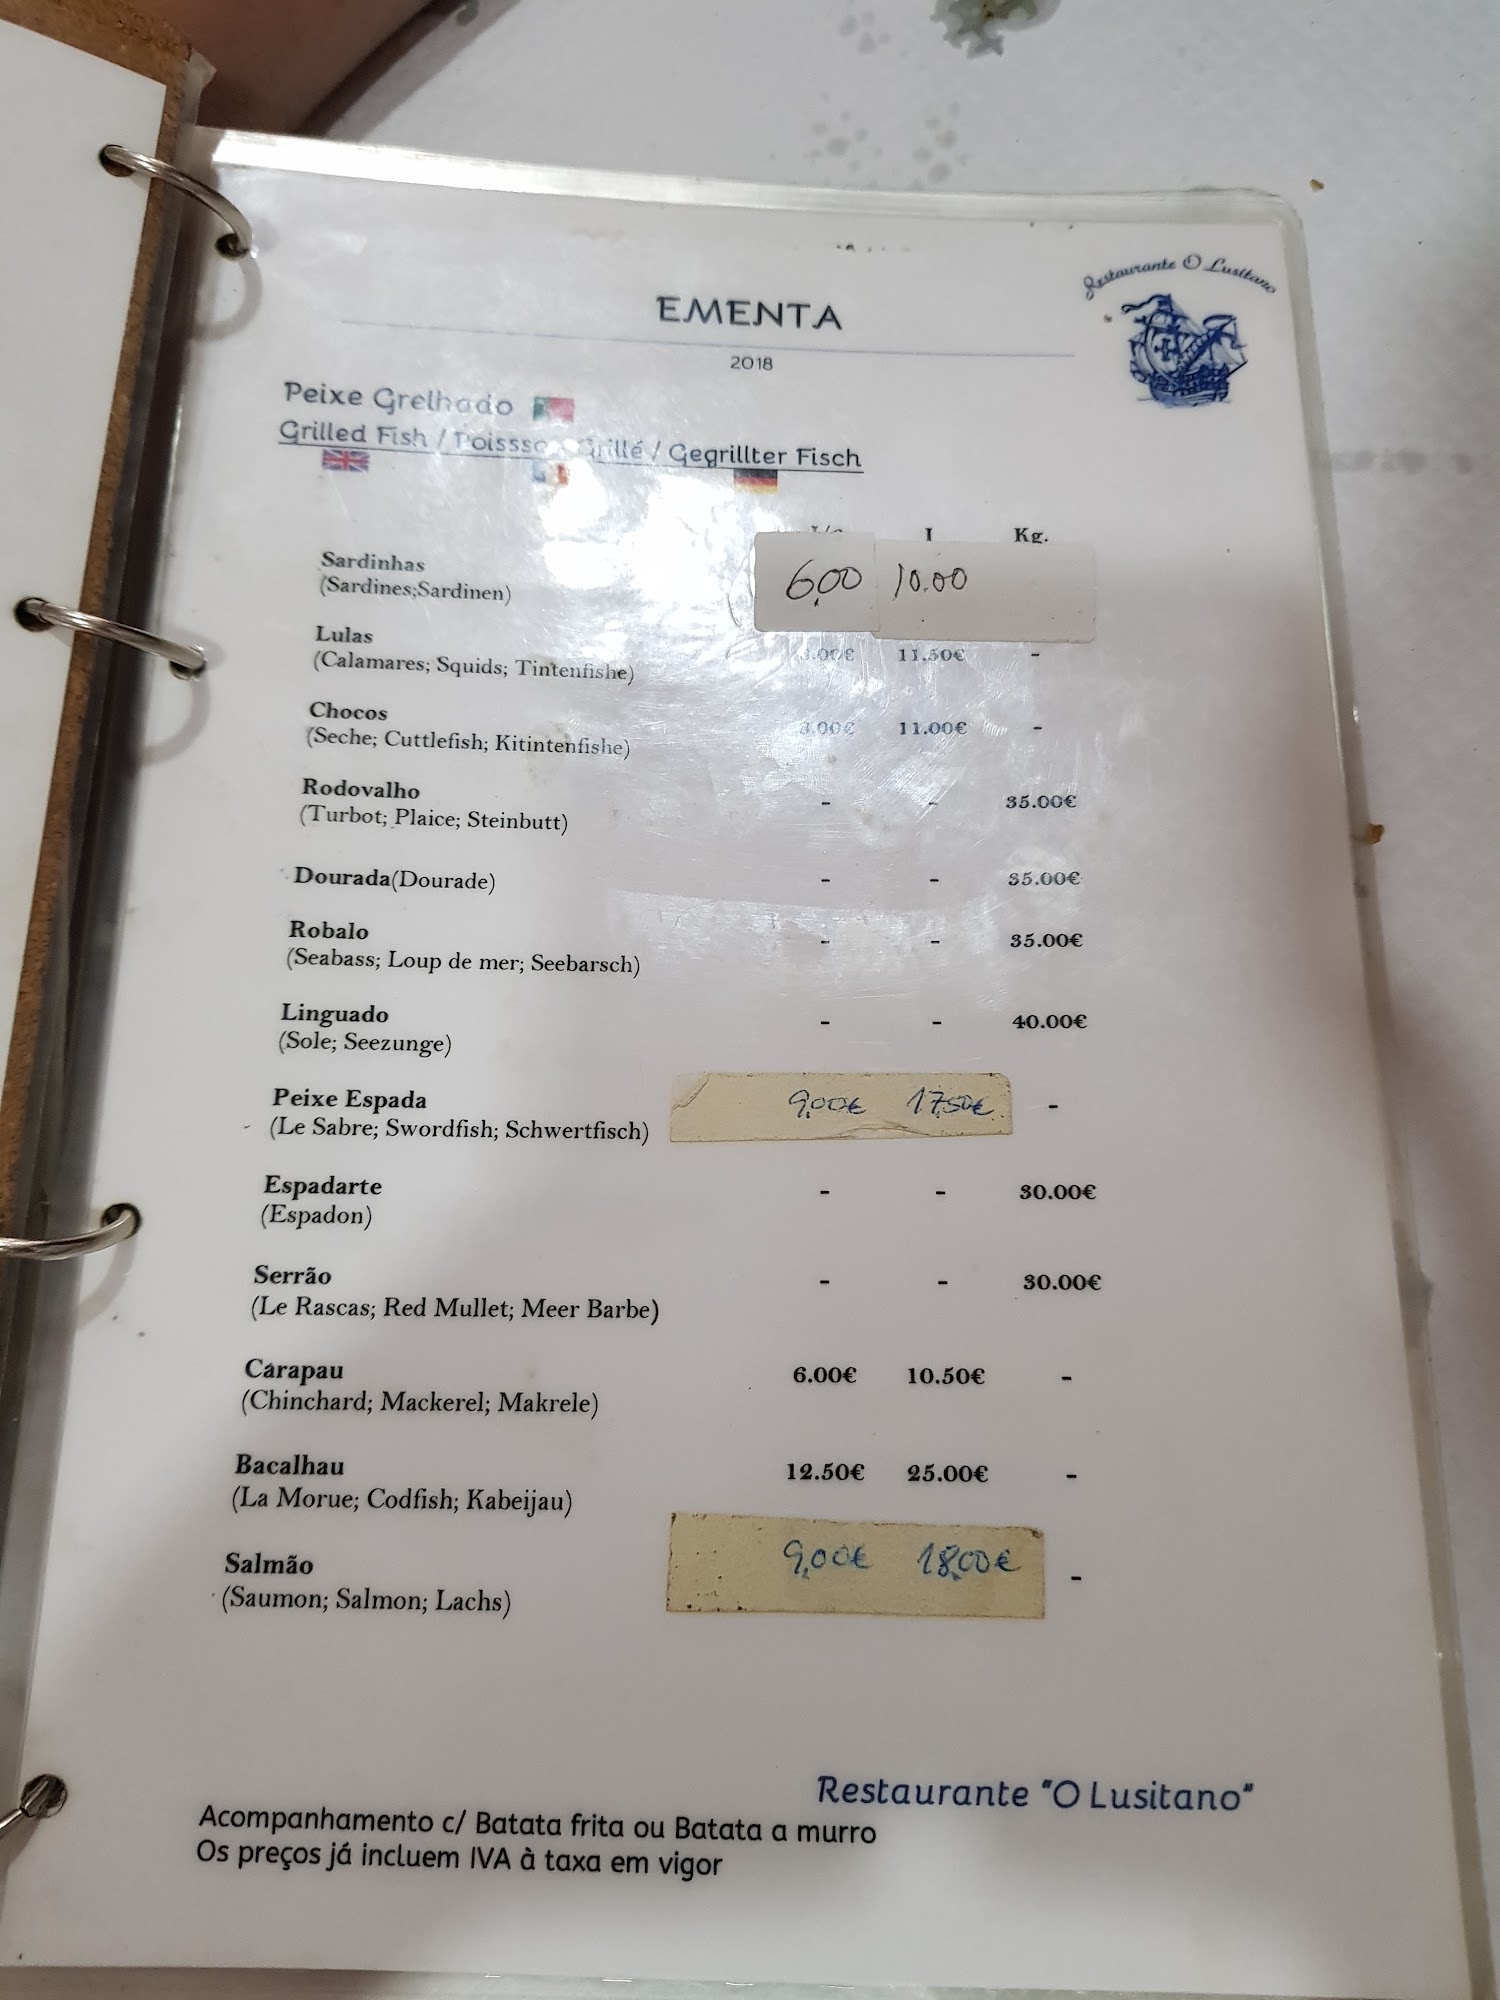 Restaurante O Lusitano
EMENTA
2018
Peixe Grelhado
Grilled Fish / Grillé / Gegrillter Fisch
Kg.
Sardinhas 6,00 10.00
(Sardines;Sardinen)
Lulas 11.50€ -
(Calamares; Squids; Tintenfishe)
Chocos 11.00€ -
(Seche; Cuttlefish; Kitintenfishe)
Rodovalho - - 35.00€
(Turbot; Plaice; Steinbutt)
Dourada(Dourade) - - 35.00€
Robalo - - 35.00€
(Seabass; Loup de mer; Seebarsch)
Linguado - - 40.00€
(Sole; Seezunge)
Peixe Espada 9,00€ 17,50€ -
(Le Sabre; Swordfish; Schwertfisch)
Espadarte - - 30.00€
(Espadon)
Serrão - - 30.00€
(Le Rascas; Red Mullet; Meer Barbe)
Carapau 6.00€ 10.50€ -
(Chinchard; Mackerel; Makrele)
Bacalhau 12.50€ 25.00€ -
(La Morue; Codfish; Kabeijau)
Salmão 9,00€ 18,00€ -
(Saumon; Salmon; Lachs)
Restaurante "O Lusitano"
Acompanhamento c/ Batata frita ou Batata a murro
Os preços já incluem IVA à taxa em vigor